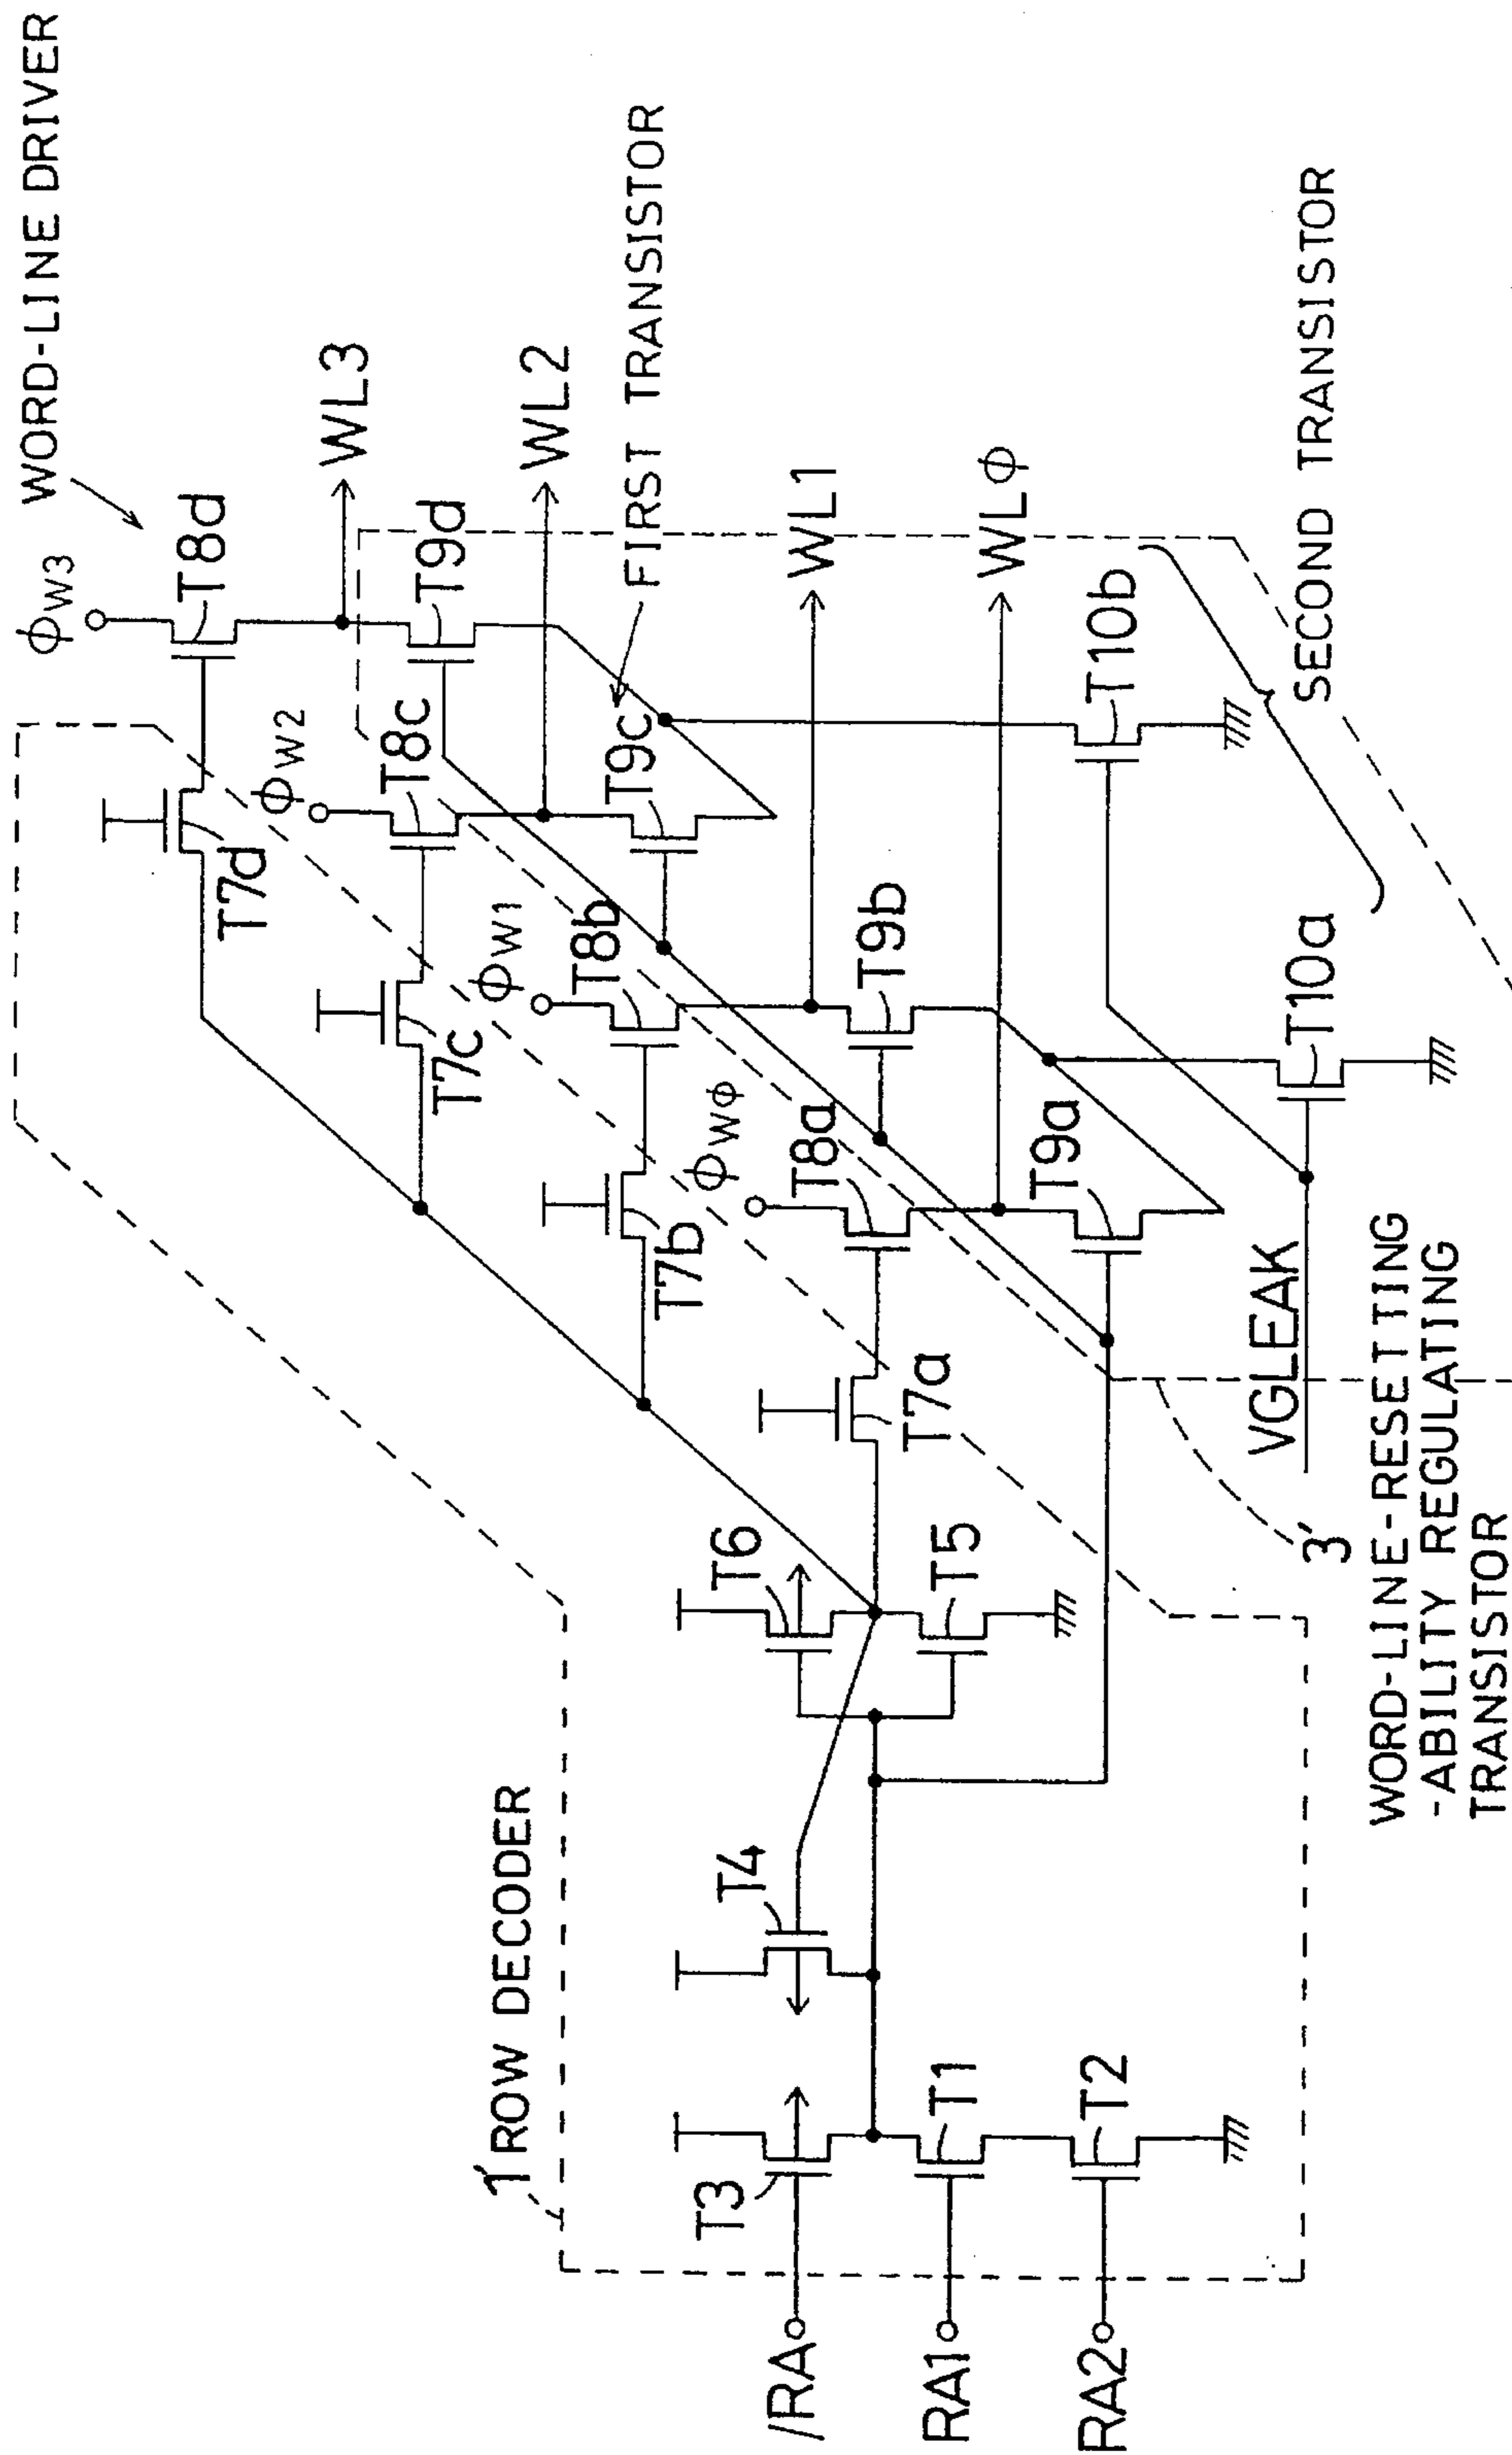 WORD-LINE DRIVER
ϕW3
T8d
WL3
T7d
ϕW2
T8c
T9d
WL2
FIRST TRANSISTOR
T7c
ϕW1
T8b
T9c
WL1
T7b
ϕWϕ
T8a
T9b
WLϕ
T7a
T9a
T10b
T10a
SECOND TRANSISTOR
1' ROW DECODER
T6
T5
T4
T3
T1
T2
/RA
RA1
RA2
VGLEAK
3'
WORD-LINE-RESETTING
-ABILITY REGULATING
TRANSISTOR